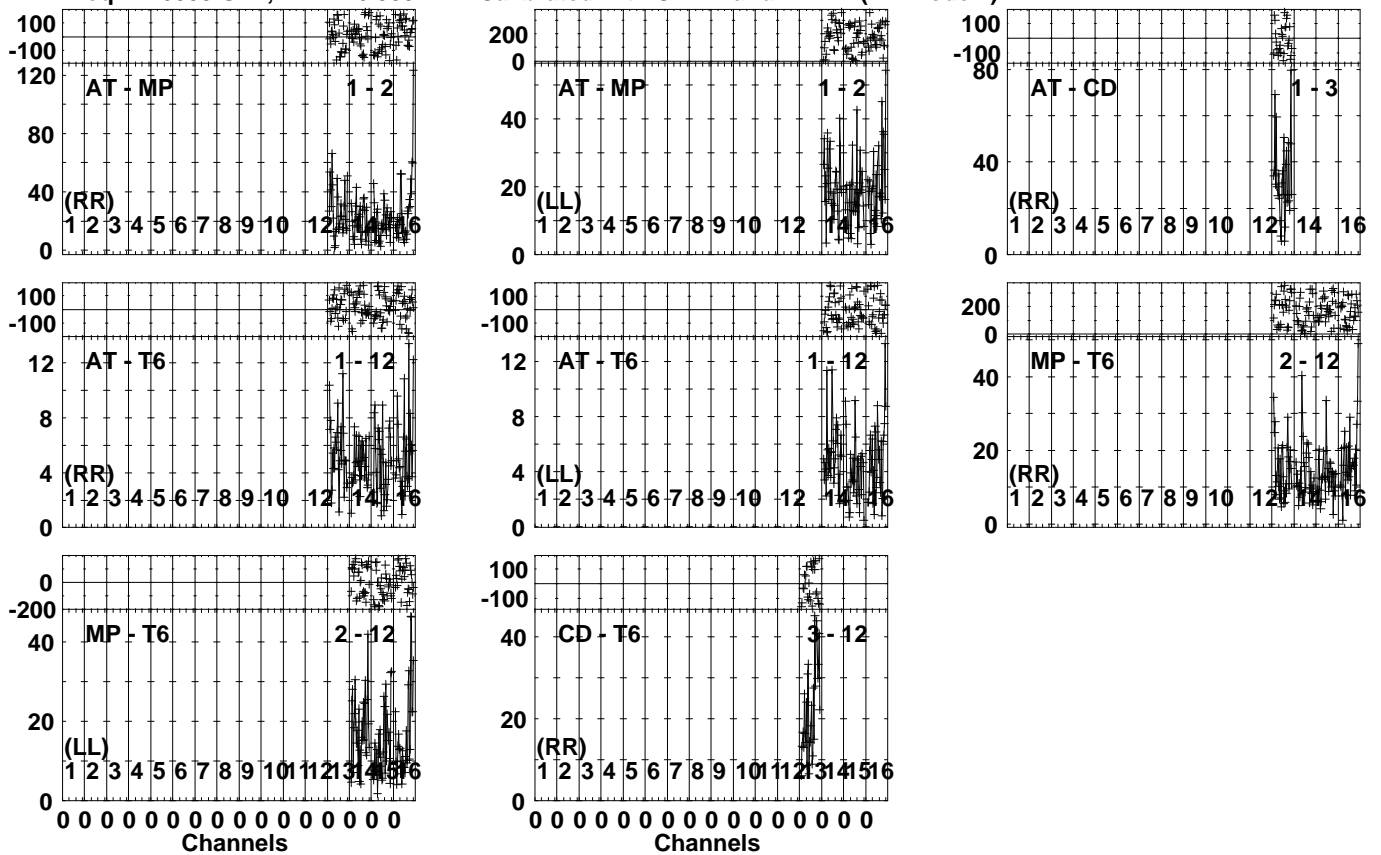 100 200 100
-100 0 -100
120 AT - MP 1 - 2 AT - MP 1 - 2 80 AT - CD 1 - 3
80 40
40 20 40
(RR) (LL) (RR)
1 2 3 4 5 6 7 8 9 10 12 14 16 1 2 3 4 5 6 7 8 9 10 12 14 16 1 2 3 4 5 6 7 8 9 10 12 14 16
0 0 0
100 100 200
-100 -100 0
AT - T6 1 - 12 AT - T6 1 - 12 MP - T6 2 - 12
12 12 40
8 8 20
4 4
(RR) (LL) (RR)
1 2 3 4 5 6 7 8 9 10 12 14 16 1 2 3 4 5 6 7 8 9 10 12 14 16 1 2 3 4 5 6 7 8 9 10 12 14 16
0 0 0
0 100
-200 -100
MP - T6 2 - 12 CD - T6 3 - 12
40 40
20 20
(LL) (RR)
1 2 3 4 5 6 7 8 9 10 11 12 13 14 15 16 1 2 3 4 5 6 7 8 9 10 11 12 13 14 15 16
0 0
0 0 0 0 0 0 0 0 0 0 0 0 0 0 0 0 0 0 0 0 0 0 0 0 0 0 0 0 0 0 0 0
Channels Channels